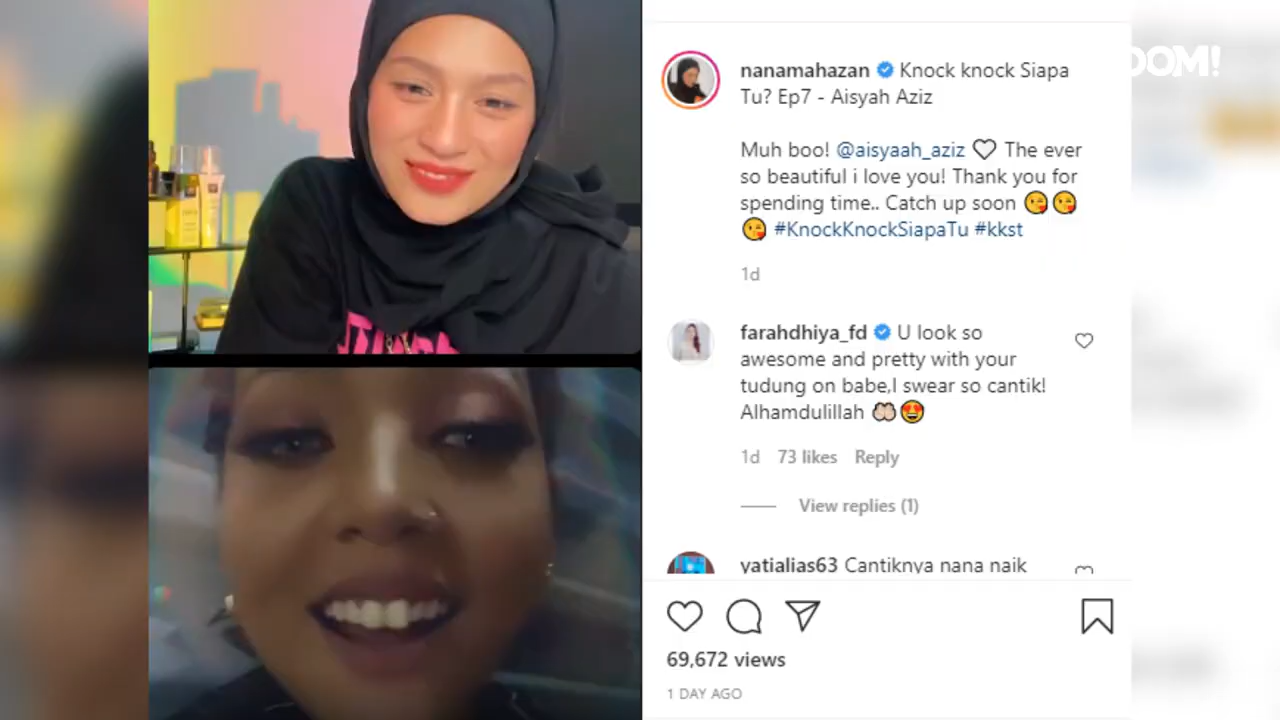 nanamahazan Knock knock Siapa
Tu? Ep7 - Aisyah Aziz
Muh boo! @aisyaah_aziz 🤍 The ever
so beautiful i love you! Thank you for
spending time.. Catch up soon 😘😘
😘 #KnockKnockSiapaTu #kkst
1d
farahdhiya_fd U look so
awesome and pretty with your
tudung on babe,I swear so cantik!
Alhamdulillah 🤲🏻😍
1d 73 likes Reply
View replies (1)
yatialias63 Cantiknya nana naik
69,672 views
1 DAY AGO
OOM!